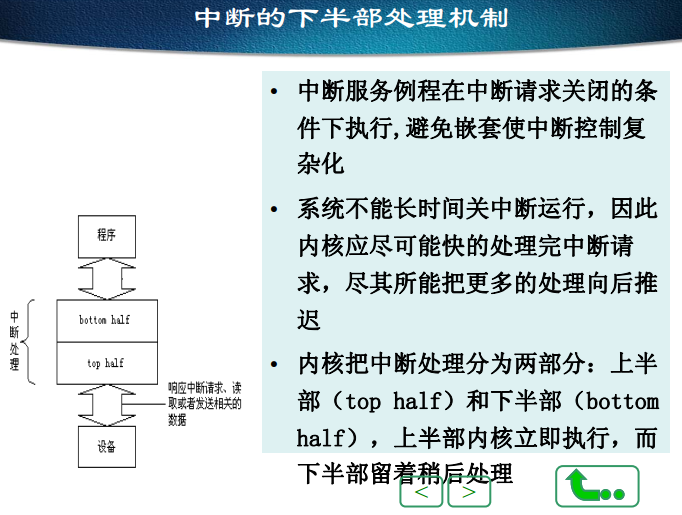 中断的下半部处理机制
• 中断服务例程在中断请求关闭的条
件下执行,避免嵌套使中断控制复
杂化
• 系统不能长时间关中断运行，因此
内核应尽可能快的处理完中断请
求，尽其所能把更多的处理向后推
迟
• 内核把中断处理分为两部分：上半
部（top half）和下半部（bottom
half），上半部内核立即执行，而
下半部留着稍后处理
程序
中
断
处
理
bottom half
top half
响应中断请求、读
取或者发送相关的
数据
设备
< >